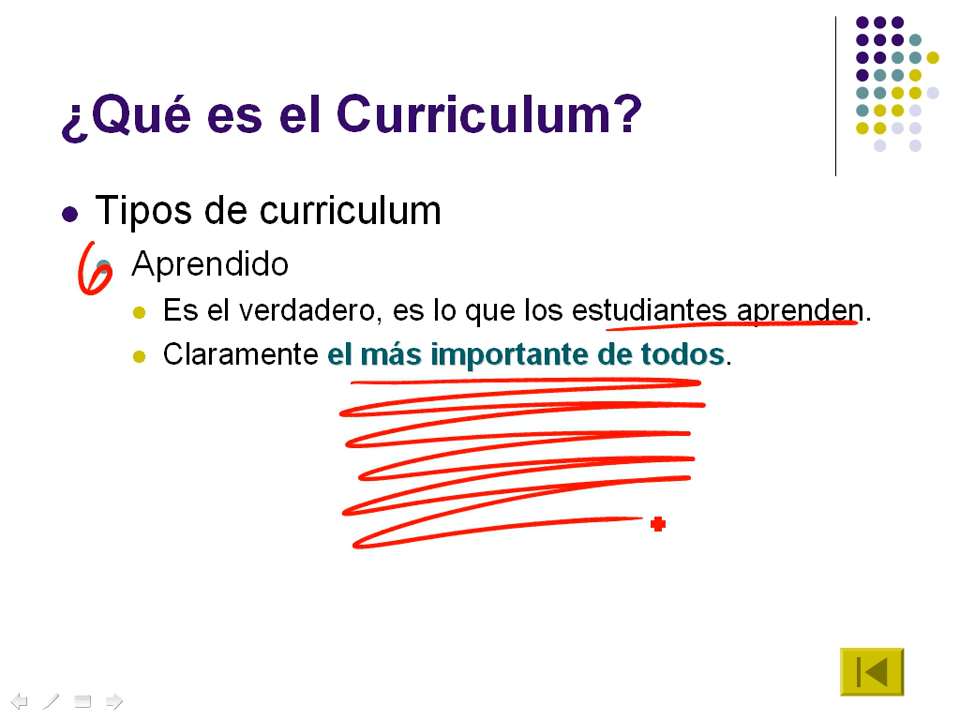 ¿Qué es el Curriculum?
Tipos de curriculum
6 Aprendido
Es el verdadero, es lo que los estudiantes aprenden.
Claramente el más importante de todos.